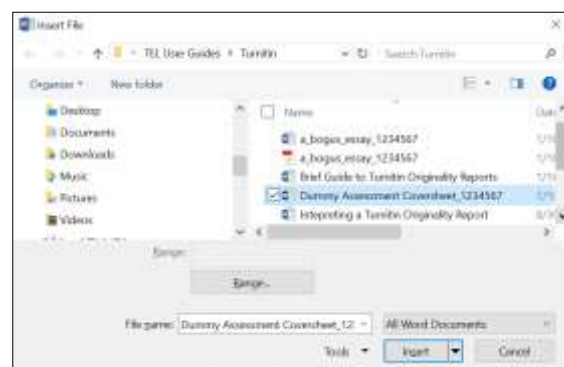 Insert File
TEL User Guides Turnitin Search Turnitin
Organize New folder
Desktop
Documents
Downloads
Music
Pictures
Videos
Name
a_bogus_essay_1234567
a_bogus_essay_1234567
Brief Guide to Turnitin Originality Reports
Dummy Assessment Coversheet_1234567
Intepreting a Turnitin Originality Report
Range:
Range...
File name: Dummy Assessment Coversheet_12 All Word Documents
Tools Insert Cancel